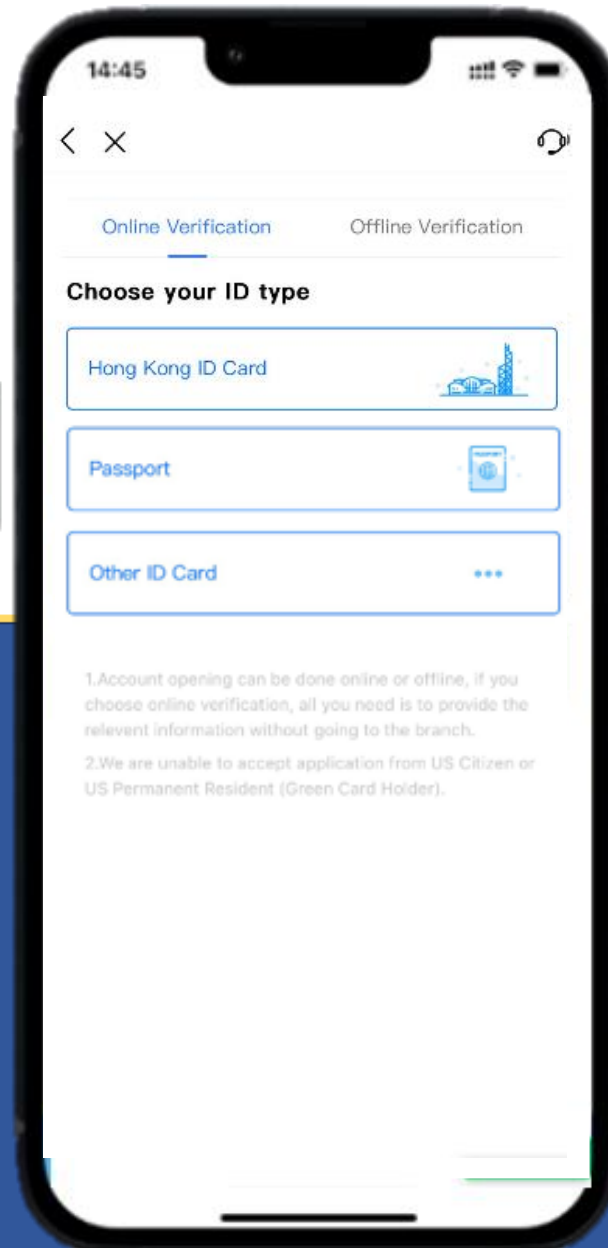 14:45
Online Verification
Offline Verification
Choose your ID type
Hong Kong ID Card
Passport
Other ID Card
1.Account opening can be done online or offline, if you
choose online verification, all you need is to provide the
relevent information without going to the branch.
2.We are unable to accept application from US Citizen or
US Permanent Resident (Green Card Holder).